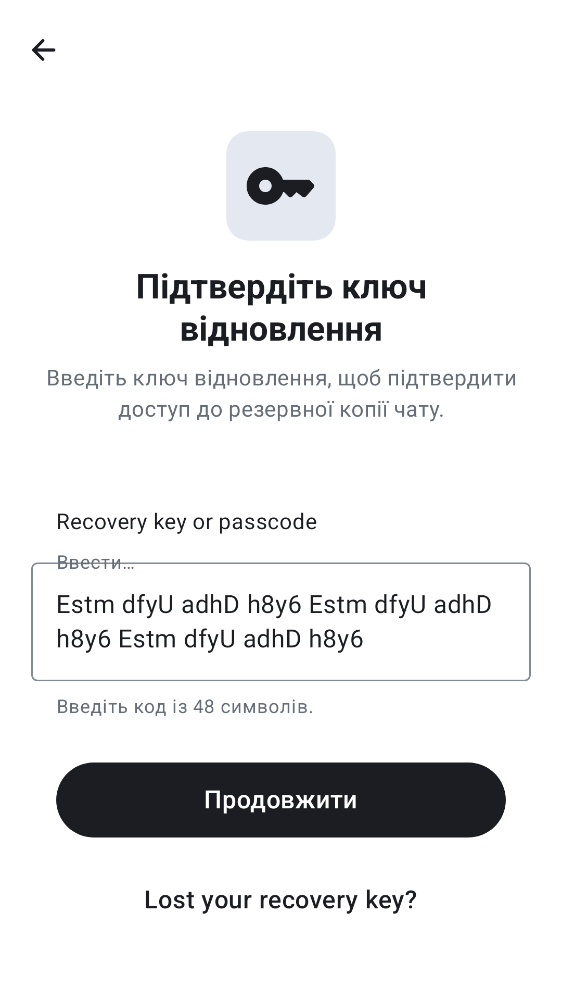 Підтвердіть ключ
відновлення
Введіть ключ відновлення, щоб підтвердити
доступ до резервної копії чату.
Recovery key or passcode
Ввести…
Estm dfyU adhD h8y6 Estm dfyU adhD
h8y6 Estm dfyU adhD h8y6
Введіть код із 48 символів.
Продовжити
Lost your recovery key?